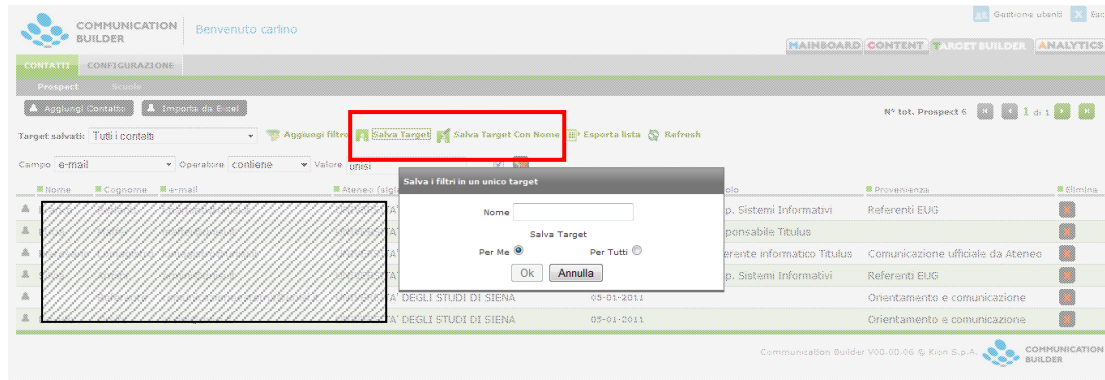 COMMUNICATION
BUILDER
Benvenuto carlino
Gestione utenti
Esc
MAINBOARD CONTENT TARGET BUILDER ANALYTICS
CONTATTI CONFIGURAZIONE
Prospect Scuole
Aggiungi Contatto Importa da Excel
N° tot. Prospect 6 1 di 1
Target salvati: Tutti i contatti Aggiungi filtro Salva Target Salva Target Con Nome Esporta lista Refresh
Campo e-mail Operatore contiene Valore unisi
Salva i filtri in un unico target
Nome Cognome e-mail Ateneo Provenienza Elimina
Nome
p. Sistemi Informativi Referenti EUG
Salva Target
ponsabile Titulus
Per Me Per Tutti
erente informatico Titulus Comunicazione ufficiale da Ateneo
Ok Annulla
p. Sistemi Informativi Referenti EUG
DEGLI STUDI DI SIENA 05-01-2011 Orientamento e comunicazione
DEGLI STUDI DI SIENA 05-01-2011 Orientamento e comunicazione
Communication Builder V00.00.06 © Kion S.p.A.
COMMUNICATION
BUILDER